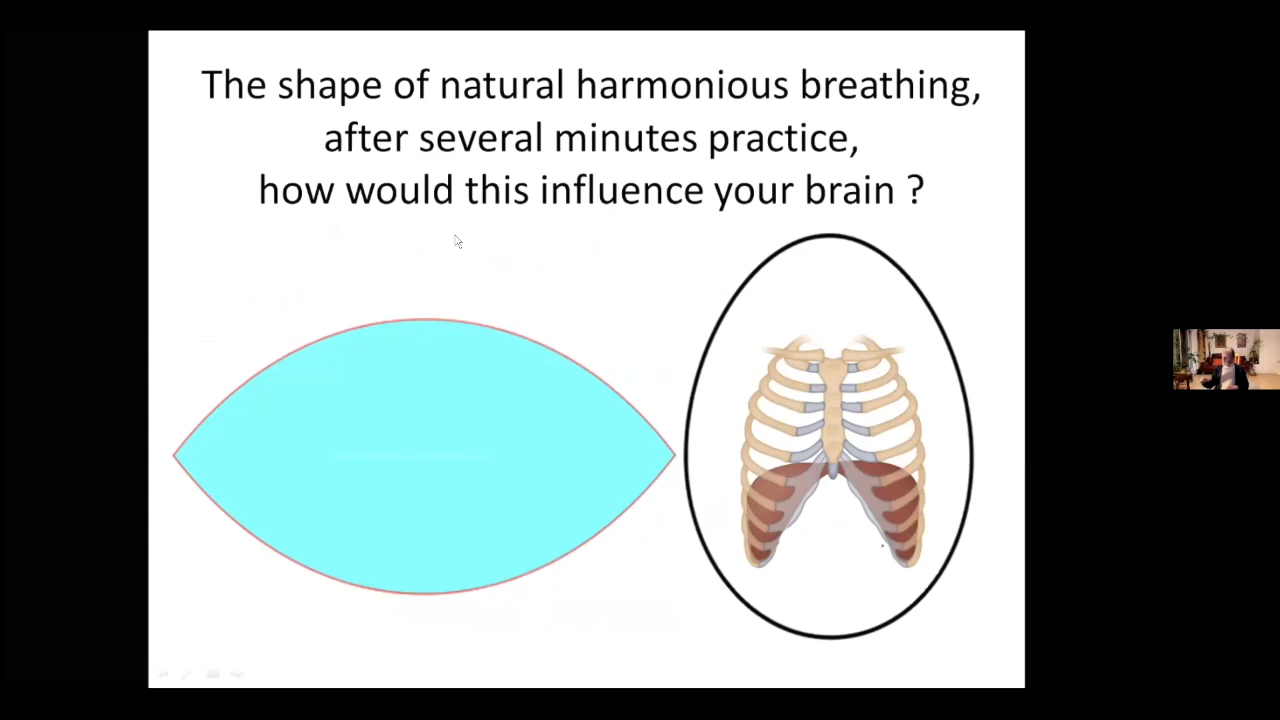 The shape of natural harmonious breathing,
after several minutes practice,
how would this influence your brain ?